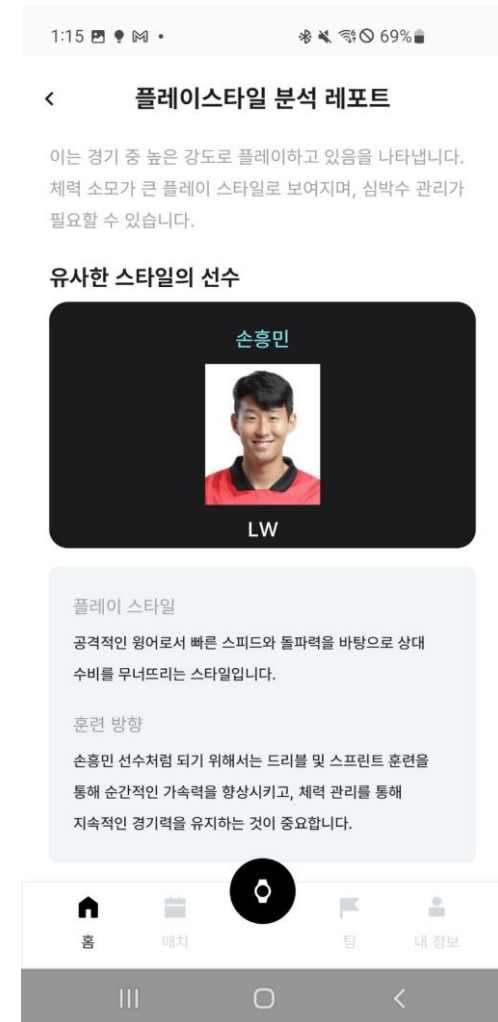 1:15
69%
플레이스타일 분석 레포트
이는 경기 중 높은 강도로 플레이하고 있음을 나타냅니다.
체력 소모가 큰 플레이 스타일로 보여지며, 심박수 관리가
필요할 수 있습니다.
유사한 스타일의 선수
손흥민
LW
플레이 스타일
공격적인 윙어로서 빠른 스피드와 돌파력을 바탕으로 상대
수비를 무너뜨리는 스타일입니다.
훈련 방향
손흥민 선수처럼 되기 위해서는 드리블 및 스프린트 훈련을
통해 순간적인 가속력을 향상시키고, 체력 관리를 통해
지속적인 경기력을 유지하는 것이 중요합니다.
홈
매치
팀
내 정보